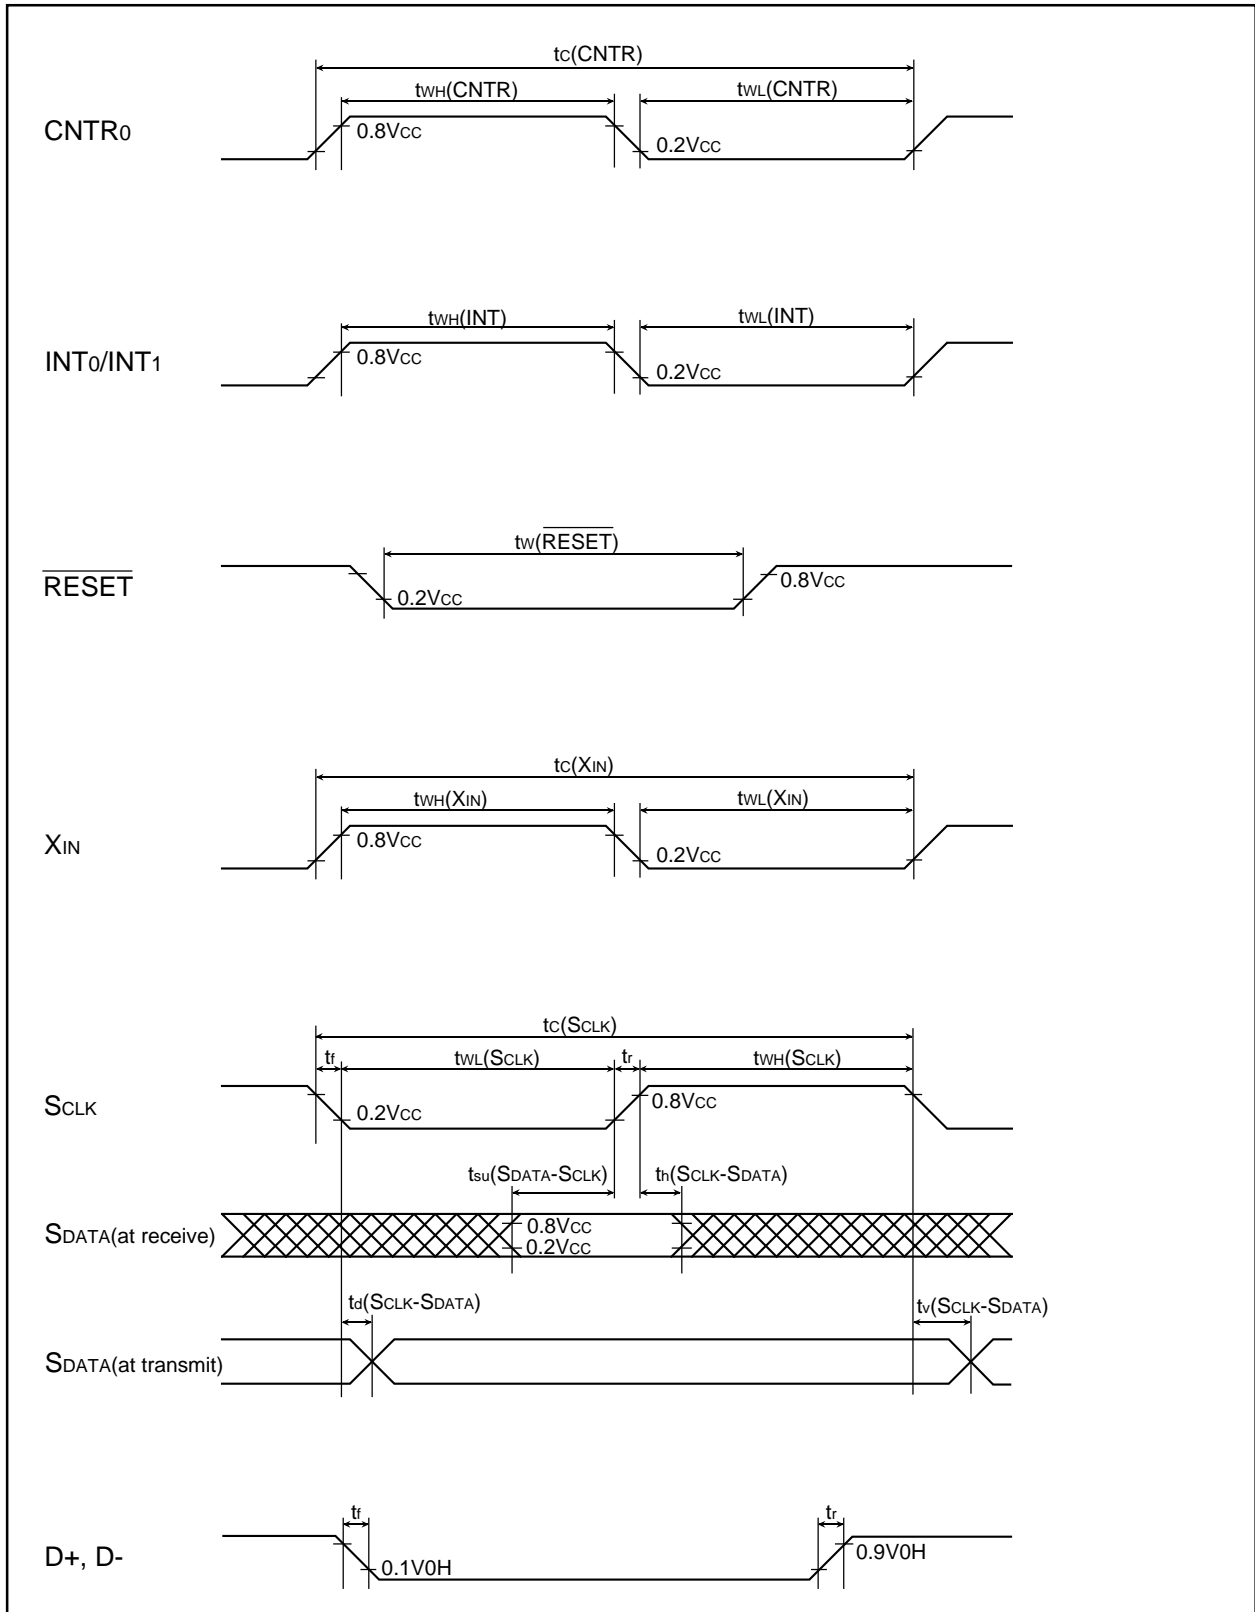 tC(CNTR)
tWH(CNTR) tWL(CNTR)
CNTR0 0.8VCC 0.2VCC
tWH(INT) tWL(INT)
INT0/INT1 0.8VCC 0.2VCC
tW(RESET)
RESET 0.2VCC 0.8VCC
tC(XIN)
tWH(XIN) tWL(XIN)
XIN 0.8VCC 0.2VCC
tC(SCLK)
tf tWL(SCLK) tr tWH(SCLK)
SCLK 0.2VCC 0.8VCC
tsu(SDATA-SCLK) th(SCLK-SDATA)
SDATA(at receive) 0.8VCC
0.2VCC
td(SCLK-SDATA) tv(SCLK-SDATA)
SDATA(at transmit)
tf tr
D+, D- 0.1V0H 0.9V0H